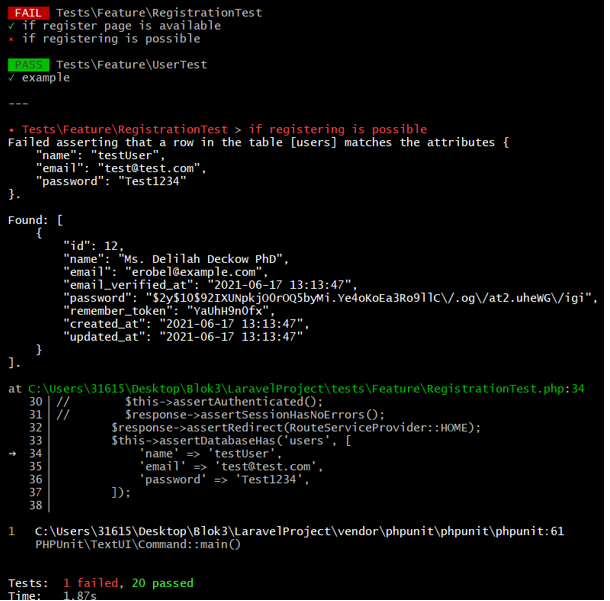 FAIL Tests\Feature\RegistrationTest
✓ if register page is available
⨯ if registering is possible
PASS Tests\Feature\UserTest
✓ example
---
• Tests\Feature\RegistrationTest > if registering is possible
Failed asserting that a row in the table [users] matches the attributes {
    "name": "testUser",
    "email": "test@test.com",
    "password": "Test1234"
}.
Found: [
    {
        "id": 12,
        "name": "Ms. Delilah Deckow PhD",
        "email": "erobel@example.com",
        "email_verified_at": "2021-06-17 13:13:47",
        "password": "$2y$10$92IXUNpkjO0rOQ5byMi.Ye4oKoEa3Ro9llC\/.og\/at2.uheWG\/igi",
        "remember_token": "YaUhH9nOfx",
        "created_at": "2021-06-17 13:13:47",
        "updated_at": "2021-06-17 13:13:47"
    }
].
at C:\Users\31615\Desktop\Blok3\LaravelProject\tests\Feature\RegistrationTest.php:34
30| //        $this->assertAuthenticated();
31| //        $response->assertSessionHasNoErrors();
32|         $response->assertRedirect(RouteServiceProvider::HOME);
33|         $this->assertDatabaseHas('users', [
➜ 34|             'name' => 'testUser',
35|             'email' => 'test@test.com',
36|             'password' => 'Test1234',
37|         ]);
38|
1   C:\Users\31615\Desktop\Blok3\LaravelProject\vendor\phpunit\phpunit\phpunit:61
    PHPUnit\TextUI\Command::main()
Tests:  1 failed, 20 passed
Time:   1.87s